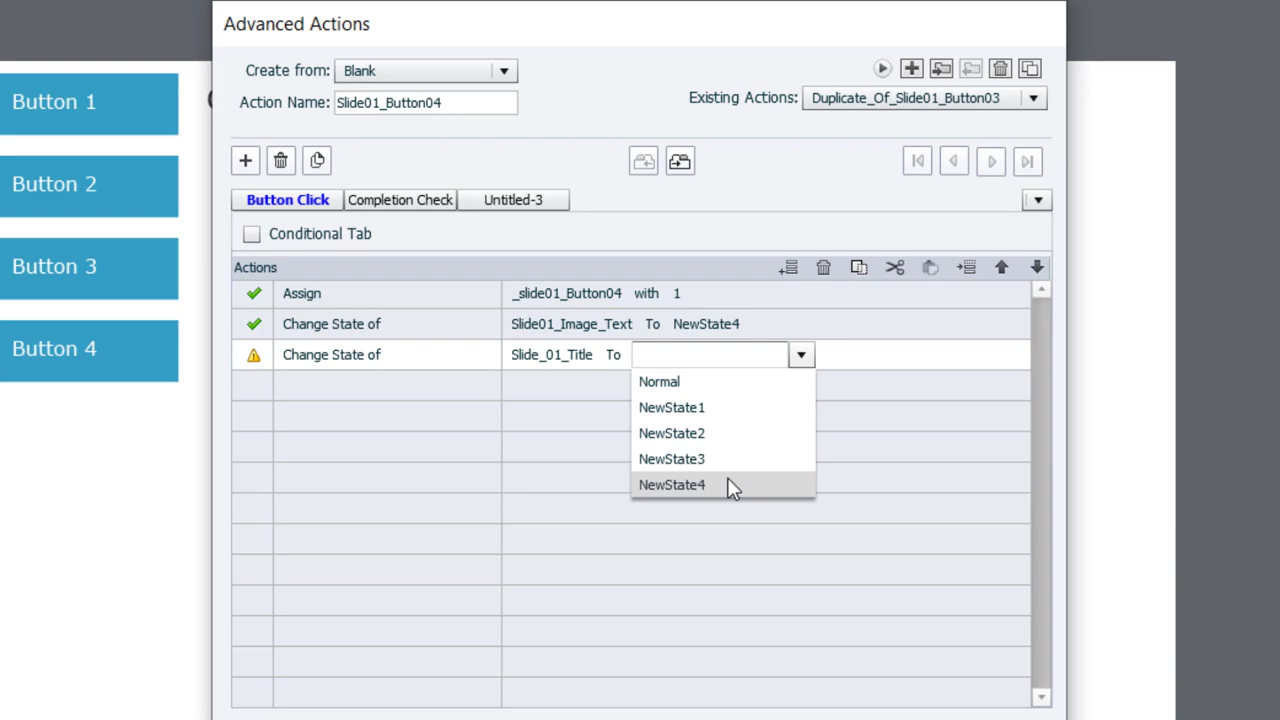 Advanced Actions
Create from: Blank
Action Name: Slide01_Button04
Existing Actions: Duplicate_Of_Slide01_Button03
Button 1
Button 2
Button 3
Button 4
Button Click Completion Check Untitled-3
Conditional Tab
Actions
Assign _slide01_Button04 with 1
Change State of Slide01_Image_Text To NewState4
Change State of Slide_01_Title To
Normal
NewState1
NewState2
NewState3
NewState4